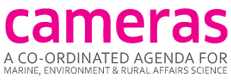 cameras
A CO-ORDINATED AGENDA FOR
MARINE, ENVIRONMENT & RURAL AFFAIRS SCIENCE